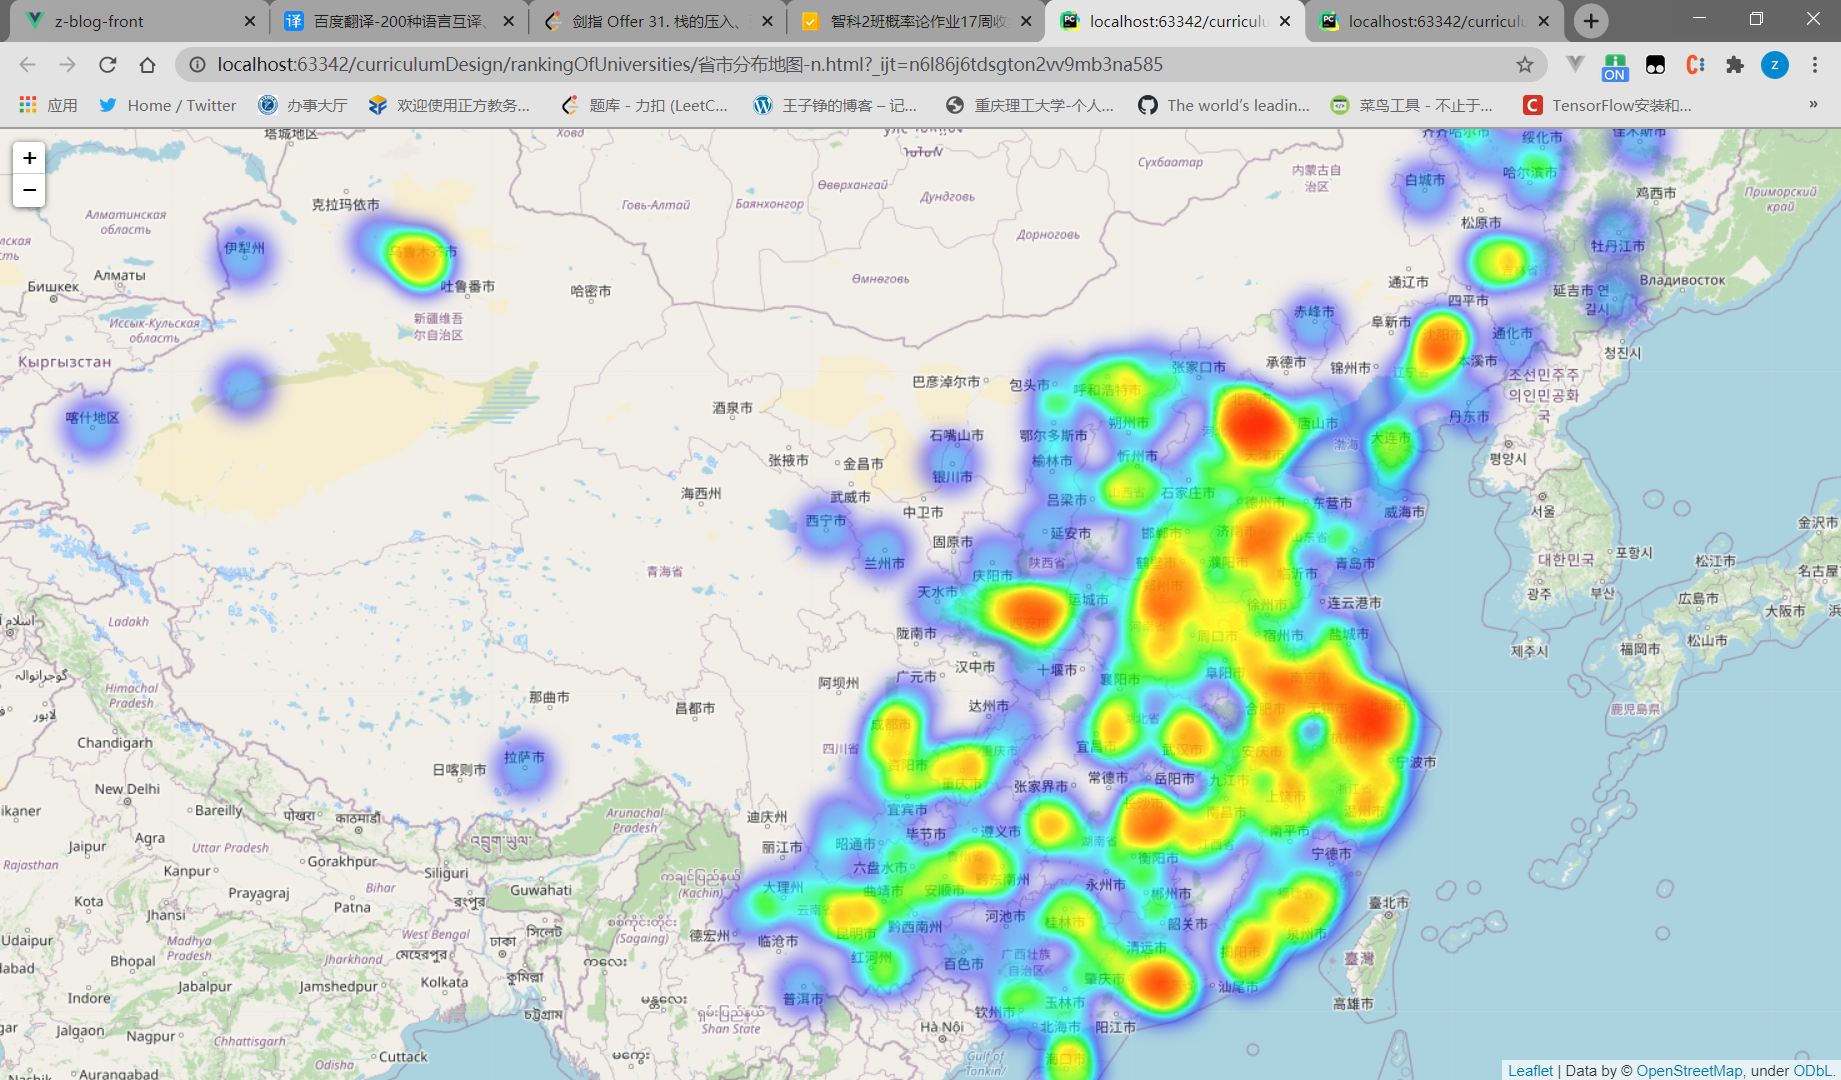 z-blog-front
百度翻译-200种语言互译、
剑指 Offer 31. 栈的压入、
智科2班概率论作业17周收
localhost:63342/curriculu
localhost:63342/curriculu
localhost:63342/curriculumDesign/rankingOfUniversities/省市分布地图-n.html?_ijt=n6l86j6tdsgton2vv9mb3na585
ON
z
应用
Home / Twitter
办事大厅
欢迎使用正方教务...
题库 - 力扣 (LeetC...
王子铮的博客 – 记...
重庆理工大学-个人...
The world's leadin...
菜鸟工具 - 不止于...
TensorFlow安装和...
»
塔城地区
Ховд
Сүхбаатар
内蒙古自
治区
绥化市
佳木斯市
哈尔滨市
白城市
鸡西市
Приморский
край
+
−
克拉玛依市
Алматинская
область
Говь-Алтай
Өвөрхангай
Баянхонгор
Дундговь
Дорноговь
松原市
牡丹江市
伊犁州
乌鲁木齐市
吐鲁番市
哈密市
Өмнөговь
Алматы
Бишкек
通辽市
四平市
延吉市 연
길시
Владивосток
新疆维吾
尔自治区
Иссык-Кульская
область
赤峰市
阜新市
沈阳市
通化市
本溪市
청진시
Кыргызстан
张家口市
承德市
锦州市
辽宁省
조선민주주
의인민공화
국
巴彦淖尔市
包头市
呼和浩特市
北京市
唐山市
丹东市
喀什地区
酒泉市
朔州市
渤海
大连市
石嘴山市
鄂尔多斯市
忻州市
天津市
평양시
张掖市
金昌市
银川市
榆林市
海西州
武威市
吕梁市
山西省
石家庄市
德州市
东营市
威海市
서울
金沢市
西宁市
中卫市
延安市
邯郸市
济南市
山东省
固原市
兰州市
陕西省
鹤壁市
濮阳市
青岛市
대한민국
포항시
松江市
名古屋
青海省
庆阳市
天水市
运城市
郑州市
临沂市
徐州市
连云港市
광주
부산
広島市
大阪市
Ladakh
西安市
陇南市
周口市
宿州市
盐城市
제주시
福岡市
松山市
汉中市
十堰市
阿坝州
广元市
襄阳市
阜阳市
南京市
Himachal
Pradesh
那曲市
昌都市
达州市
合肥市
无锡市
鹿児島県
成都市
湖北省
Chandigarh
四川省
重庆市
宜昌市
武汉市
安庆市
杭州市
宁波市
拉萨市
日喀则市
资阳市
重庆市
张家界市
常德市
岳阳市
九江市
New Delhi
Bareilly
पोखरा
काठमाडौं
Arunachal
Pradesh
迪庆州
宜宾市
长沙市
南昌市
上饶市
温州市
Agra
Jaipur
Uttar Pradesh
丽江市
昭通市
毕节市
遵义市
湖南省
江西省
南平市
Rajasthan
Kanpur
Gorakhpur
Siliguri
六盘水市
衡阳市
宁德市
Guwahati
(Kachin)
大理州
曲靖市
安顺市
黔东南州
永州市
郴州市
Kota
Prayagraj
Bihar
Patna
রংপুর
云南省
黔西南州
河池市
桂林市
韶关市
泉州市
臺北市
Jhansi
(Sagaing)
德宏州
临沧市
昆明市
清远市
揭阳市
Udaipur
Madhya
Pradesh
West Bengal
ঢাকা
সিলেট
Bhopal
Jharkhand
红河州
百色市
广西壮族
自治区
臺灣
Jabalpur
Jamshedpur
Kolkata
কুমিল্লা
চট্টগ্রাম
普洱市
肇庆市
汕尾市
Indore
Shan State
钦州市
玉林市
高雄市
Jalgaon
Nagpur
Chhattisgarh
Hà Nội
北海市
阳江市
Cuttack
Odisha
Gulf of
Tonkin/
海口市
Nashik
Aurangabad
Leaflet | Data by © OpenStreetMap, under ODbL.